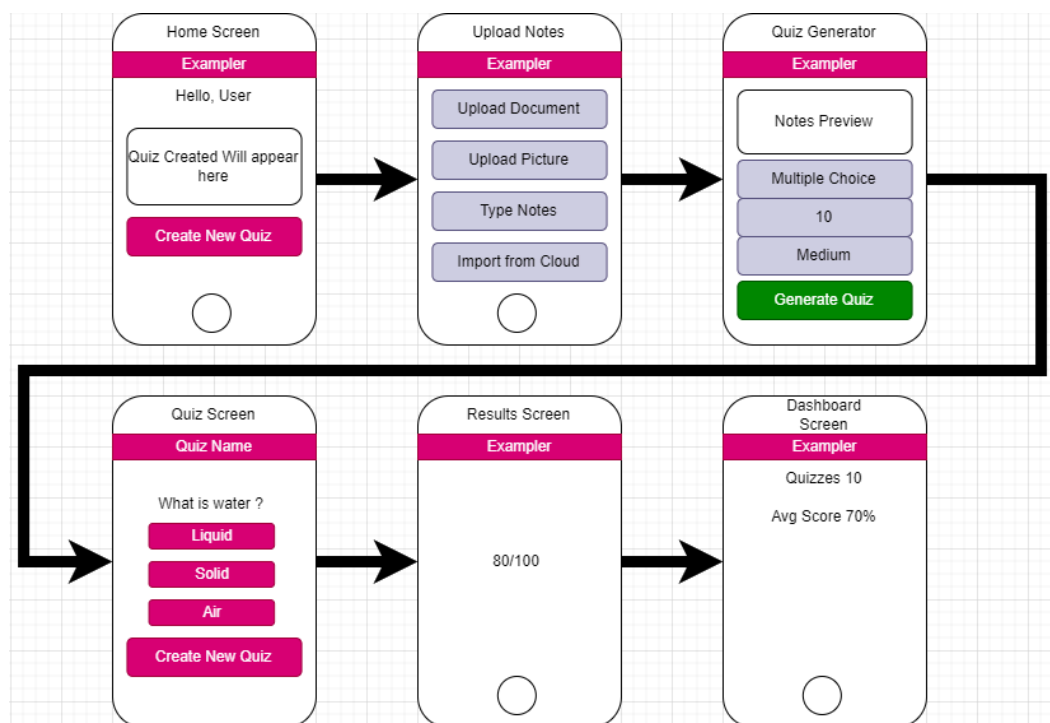 Home Screen
Exampler
Hello, User
Quiz Created Will appear
here
Create New Quiz
Upload Notes
Exampler
Upload Document
Upload Picture
Type Notes
Import from Cloud
Quiz Generator
Exampler
Notes Preview
Multiple Choice
10
Medium
Generate Quiz
Quiz Screen
Quiz Name
What is water ?
Liquid
Solid
Air
Create New Quiz
Results Screen
Exampler
80/100
Dashboard
Screen
Exampler
Quizzes 10
Avg Score 70%